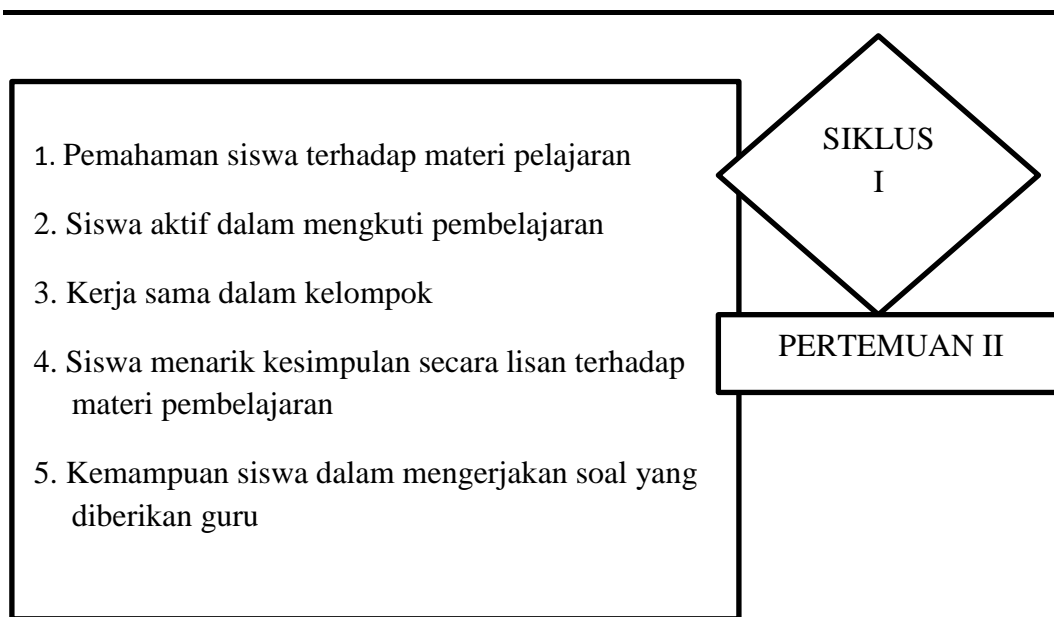 1. Pemahaman siswa terhadap materi pelajaran
2. Siswa aktif dalam mengkuti pembelajaran
3. Kerja sama dalam kelompok
4. Siswa menarik kesimpulan secara lisan terhadap
materi pembelajaran
5. Kemampuan siswa dalam mengerjakan soal yang
diberikan guru
SIKLUS
I
PERTEMUAN II